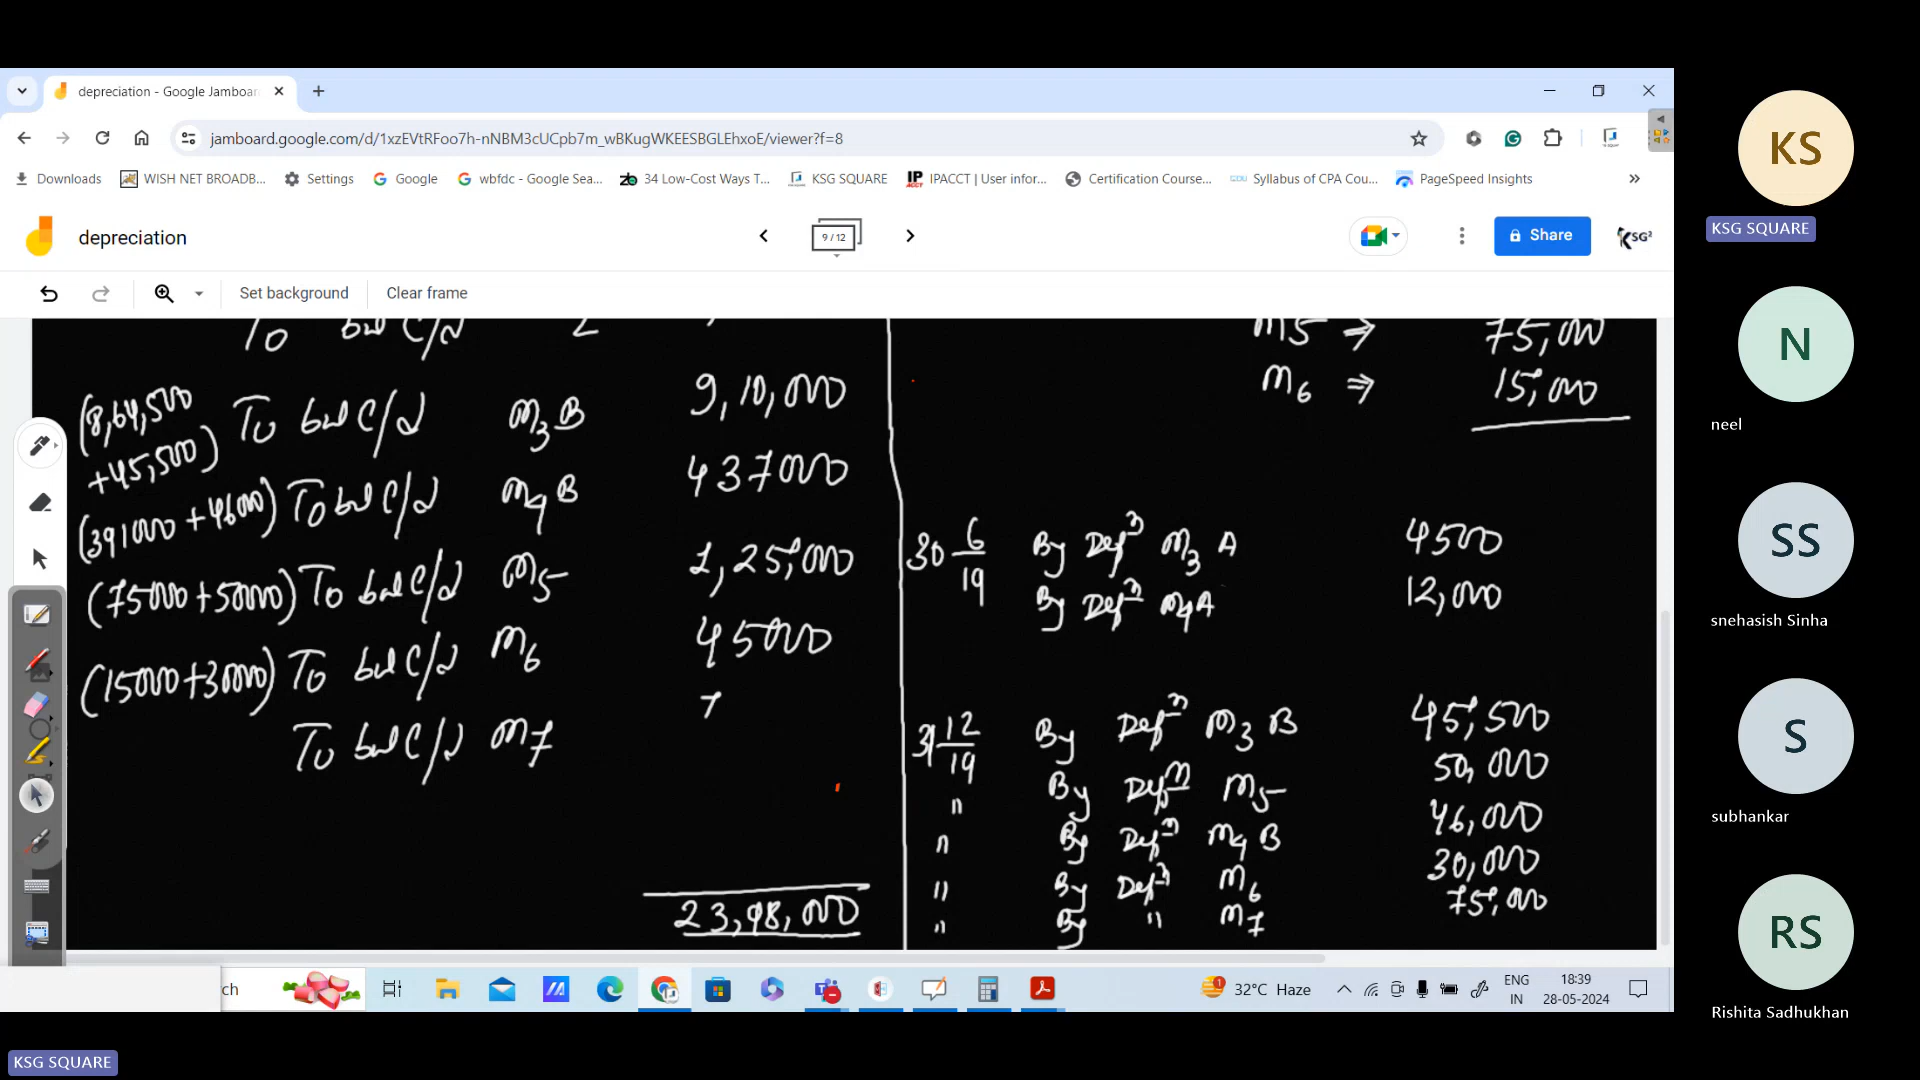 depreciation - Google Jamboar
jamboard.google.com/d/1xzEVtRFoo7h-nNBM3cUCpb7m_wBKugWKEESBGLEhxoE/viewer?f=8
Downloads WISH NET BROADB... Settings Google wbfdc - Google Sea... 34 Low-Cost Ways T... KSG SQUARE IPACCT | User infor... Certification Course... Syllabus of CPA Cou... PageSpeed Insights
depreciation
9 / 12
Share
KSG²
Set background Clear frame
To bal C/d
(8,64,500 +45,500) To bal C/d M3 B 9,10,000
(391000 + 46000) To bal C/d M4 B 437000
(75000+50000) To bal C/d M5 1,25,000
(15000+30000) To bal C/d M6 45000
To bal C/d M7
23,98,000
M5 ⇒ 75,000
M6 ⇒ 15,000
30 6/19 By Depn M3 A 4500
By Depn M4A 12,000
31 12/19 By Depn M3 B 45,500
" By Depn M5 50,000
" By Depn M4 B 46,000
" By Depn M6 30,000
" By " M7 75,000
ch
32°C Haze
ENG
IN
18:39
28-05-2024
KS
KSG SQUARE
N
neel
SS
snehasish Sinha
S
subhankar
RS
Rishita Sadhukhan
KSG SQUARE